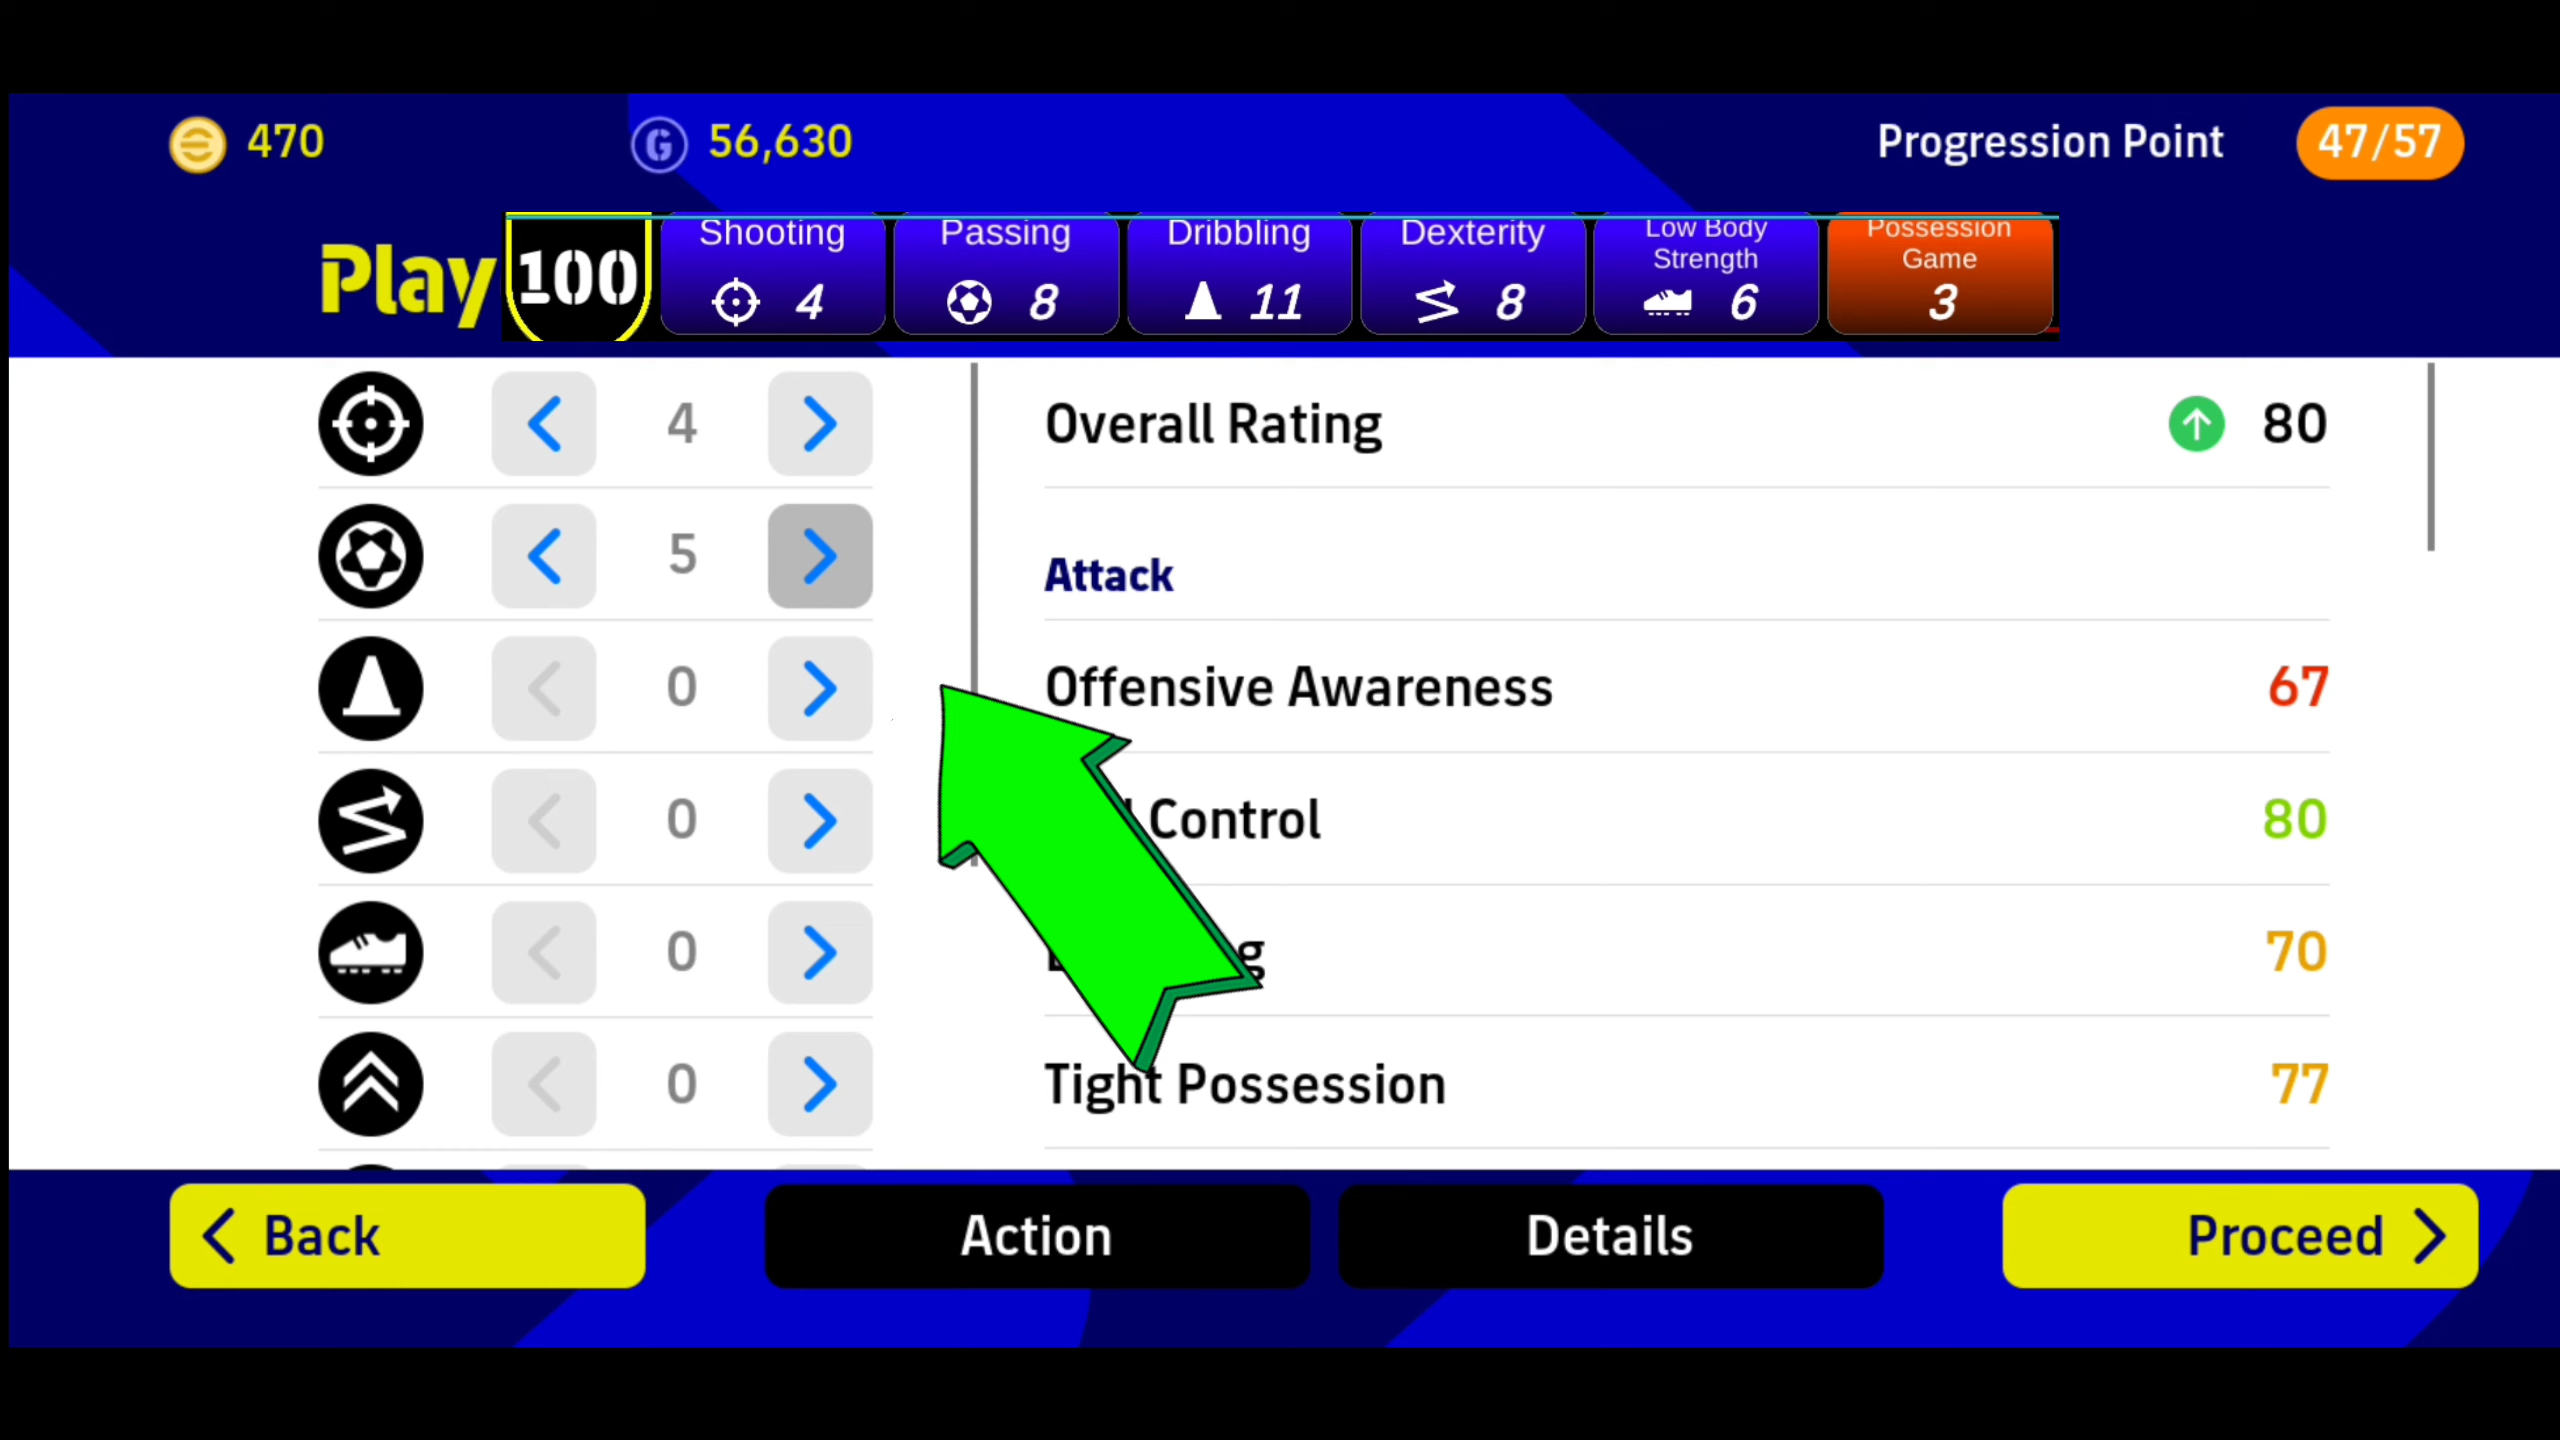 470
56,630
Progression Point
47/57
Play
100
Shooting
4
Passing
8
Dribbling
11
Dexterity
8
Low Body
Strength
6
Possession
Game
3
4
Overall Rating
80
5
Attack
0
Offensive Awareness
67
0
Control
80
0
70
0
Tight Possession
77
Back
Action
Details
Proceed